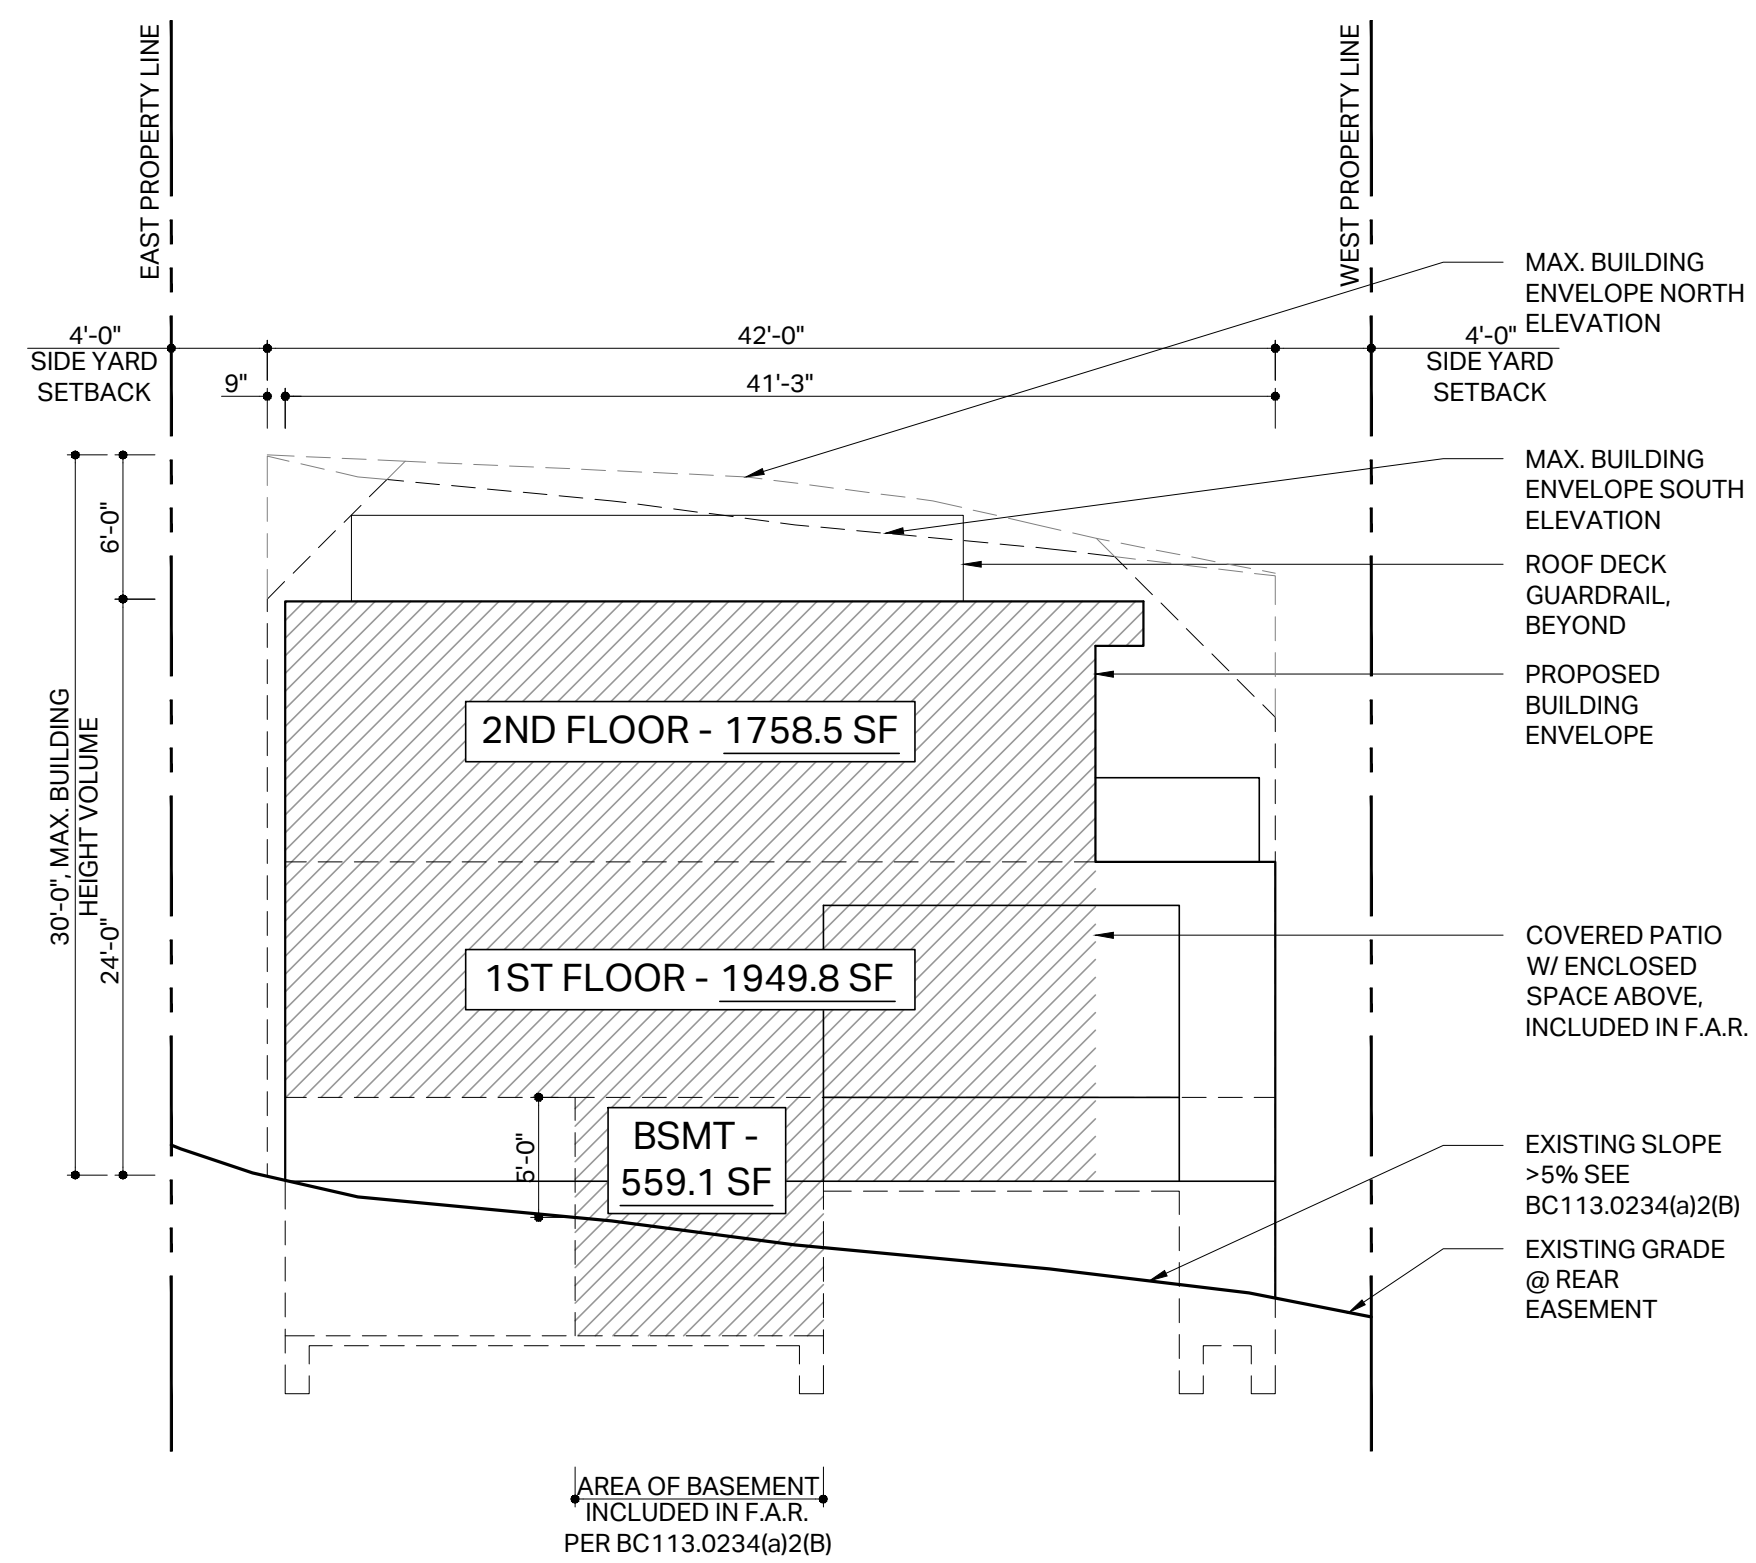 EAST PROPERTY LINE
WEST PROPERTY LINE
4'-0"
SIDE YARD
SETBACK
42'-0"
4'-0"
SIDE YARD
SETBACK
9"
41'-3"
MAX. BUILDING
ENVELOPE NORTH
ELEVATION
MAX. BUILDING
ENVELOPE SOUTH
ELEVATION
ROOF DECK
GUARDRAIL,
BEYOND
PROPOSED
BUILDING
ENVELOPE
6'-0"
30'-0", MAX. BUILDING
HEIGHT VOLUME
24'-0"
2ND FLOOR - 1758.5 SF
1ST FLOOR - 1949.8 SF
COVERED PATIO
W/ ENCLOSED
SPACE ABOVE,
INCLUDED IN F.A.R.
5'-0"
BSMT -
559.1 SF
EXISTING SLOPE
>5% SEE
BC113.0234(a)2(B)
EXISTING GRADE
@ REAR
EASEMENT
AREA OF BASEMENT
INCLUDED IN F.A.R.
PER BC113.0234(a)2(B)